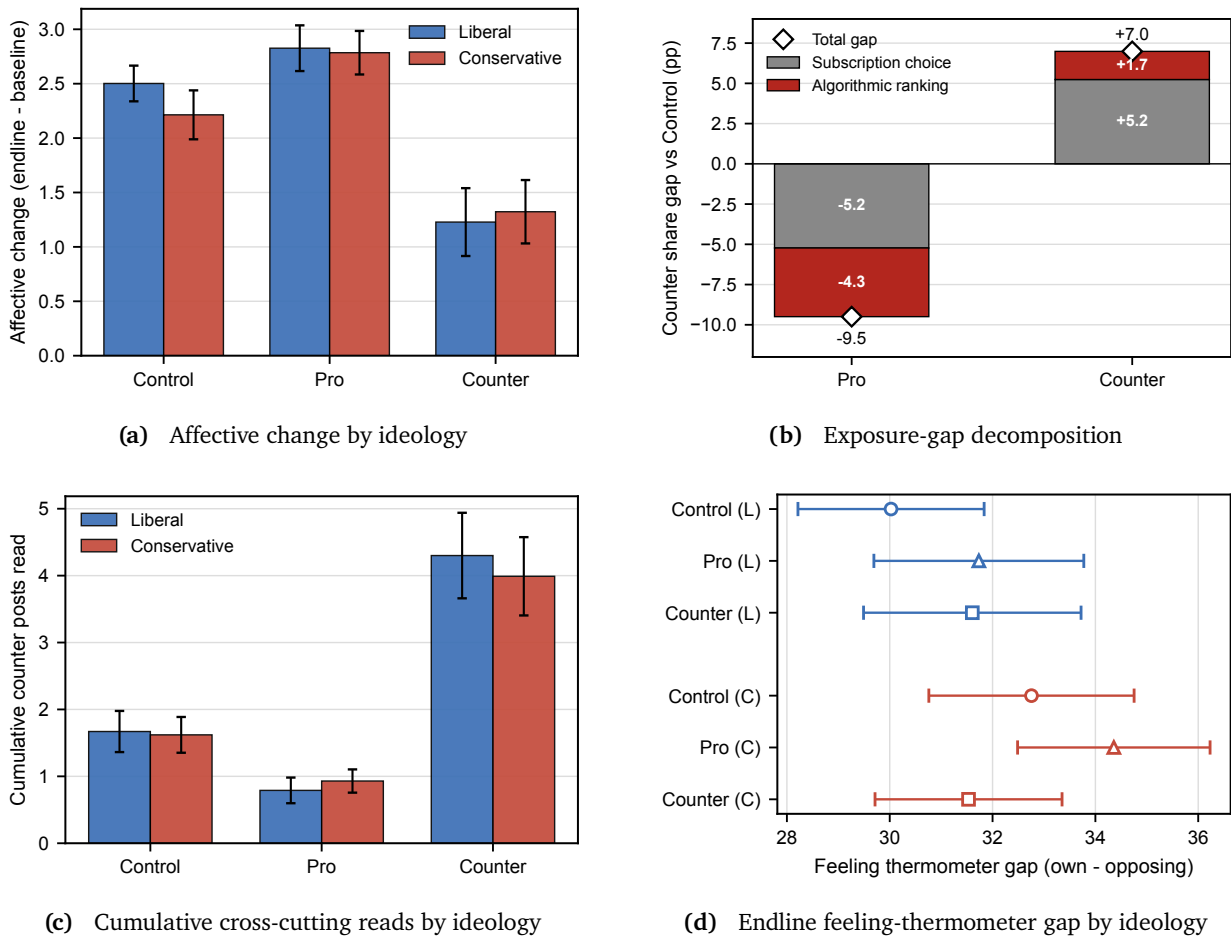 Affective change (endline - baseline)
3.0
2.5
2.0
1.5
1.0
0.5
0.0
Liberal
Conservative
Control
Pro
Counter
(a) Affective change by ideology
Counter share gap vs Control (pp)
7.5
5.0
2.5
0.0
−2.5
−5.0
−7.5
−10.0
Total gap
Subscription choice
Algorithmic ranking
+7.0
+1.7
+5.2
-5.2
-4.3
-9.5
Pro
Counter
(b) Exposure-gap decomposition
Cumulative counter posts read
5
4
3
2
1
0
Liberal
Conservative
Control
Pro
Counter
(c) Cumulative cross-cutting reads by ideology
Control (L)
Pro (L)
Counter (L)
Control (C)
Pro (C)
Counter (C)
28
30
32
34
36
Feeling thermometer gap (own - opposing)
(d) Endline feeling-thermometer gap by ideology